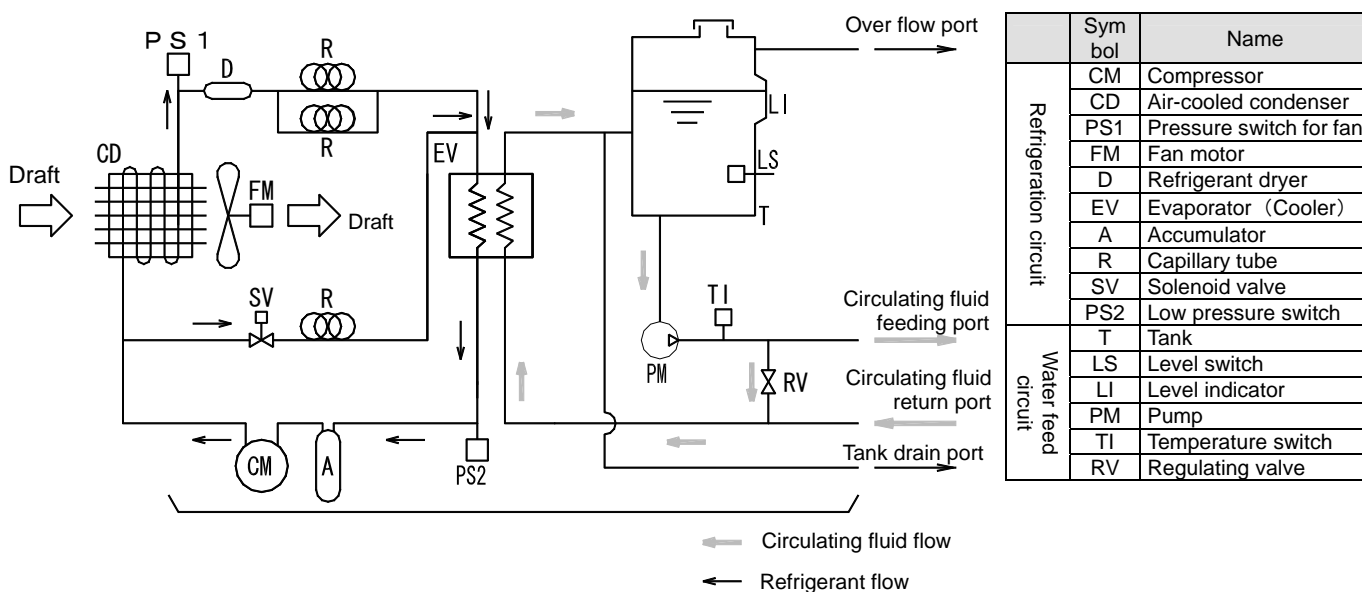 PS1
D
R
R
CD
Draft
FM
Draft
EV
SV
R
CM
A
PS2
Over flow port
LI
LS
T
TI
PM
RV
Circulating fluid
feeding port
Circulating fluid
return port
Tank drain port
Circulating fluid flow
Refrigerant flow
Sym
bol
Name
Refrigeration circuit
CM Compressor
CD Air-cooled condenser
PS1 Pressure switch for fan
FM Fan motor
D Refrigerant dryer
EV Evaporator（Cooler）
A Accumulator
R Capillary tube
SV Solenoid valve
PS2 Low pressure switch
Water feed
circuit
T Tank
LS Level switch
LI Level indicator
PM Pump
TI Temperature switch
RV Regulating valve